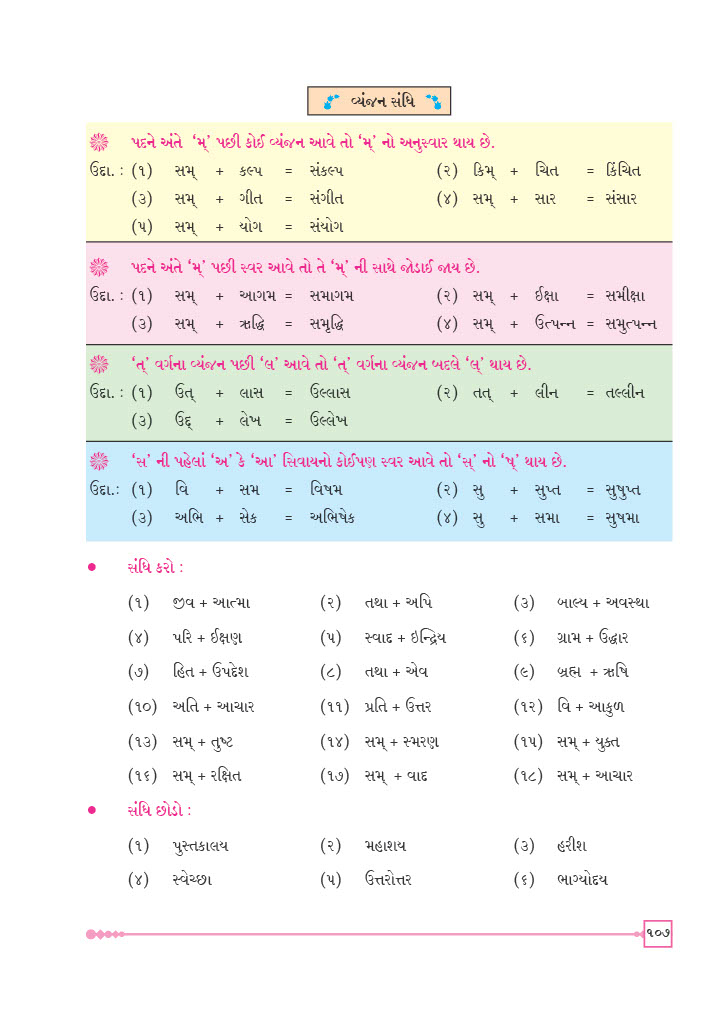 વ્યંજન સંધિ
પદને અંતે ‘મ્’ પછી કોઈ વ્યંજન આવે તો ‘મ્’ નો અનુસ્વાર થાય છે.
ઉદા. : (૧) સમ્ + કલ્પ = સંકલ્પ (૨) કિમ્ + ચિત = કિંચિત
(૩) સમ્ + ગીત = સંગીત (૪) સમ્ + સાર = સંસાર
(૫) સમ્ + યોગ = સંયોગ
પદને અંતે ‘મ્’ પછી સ્વર આવે તો તે ‘મ્’ ની સાથે જોડાઈ જાય છે.
ઉદા. : (૧) સમ્ + આગમ = સમાગમ (૨) સમ્ + ઈક્ષા = સમીક્ષા
(૩) સમ્ + ઋદ્ધિ = સમૃદ્ધિ (૪) સમ્ + ઉત્પન્ન = સમુત્પન્ન
‘ત્’ વર્ગના વ્યંજન પછી ‘લ’ આવે તો ‘ત્’ વર્ગના વ્યંજન બદલે ‘લ્’ થાય છે.
ઉદા. : (૧) ઉત્ + લાસ = ઉલ્લાસ (૨) તત્ + લીન = તલ્લીન
(૩) ઉદ્ + લેખ = ઉલ્લેખ
‘સ’ ની પહેલાં ‘અ’ કે ‘આ’ સિવાયનો કોઈપણ સ્વર આવે તો ‘સ્’ નો ‘ષ્’ થાય છે.
ઉદા.: (૧) વિ + સમ = વિષમ (૨) સુ + સુપ્ત = સુષુપ્ત
(૩) અભિ + સેક = અભિષેક (૪) સુ + સમા = સુષમા
• સંધિ કરો :
(૧) જીવ + આત્મા (૨) તથા + અપિ (૩) બાલ્ય + અવસ્થા
(૪) પરિ + ઈક્ષણ (૫) સ્વાદ + ઇન્દ્રિય (૬) ગ્રામ + ઉદ્ધાર
(૭) હિત + ઉપદેશ (૮) તથા + એવ (૯) બ્રહ્મ + ઋષિ
(૧૦) અતિ + આચાર (૧૧) પ્રતિ + ઉત્તર (૧૨) વિ + આકુળ
(૧૩) સમ્ + તુષ્ટ (૧૪) સમ્ + સ્મરણ (૧૫) સમ્ + યુક્ત
(૧૬) સમ્ + રક્ષિત (૧૭) સમ્ + વાદ (૧૮) સમ્ + આચાર
• સંધિ છોડો :
(૧) પુસ્તકાલય (૨) મહાશય (૩) હરીશ
(૪) સ્વેચ્છા (૫) ઉત્તરોત્તર (૬) ભાગ્યોદય
૧૦૭